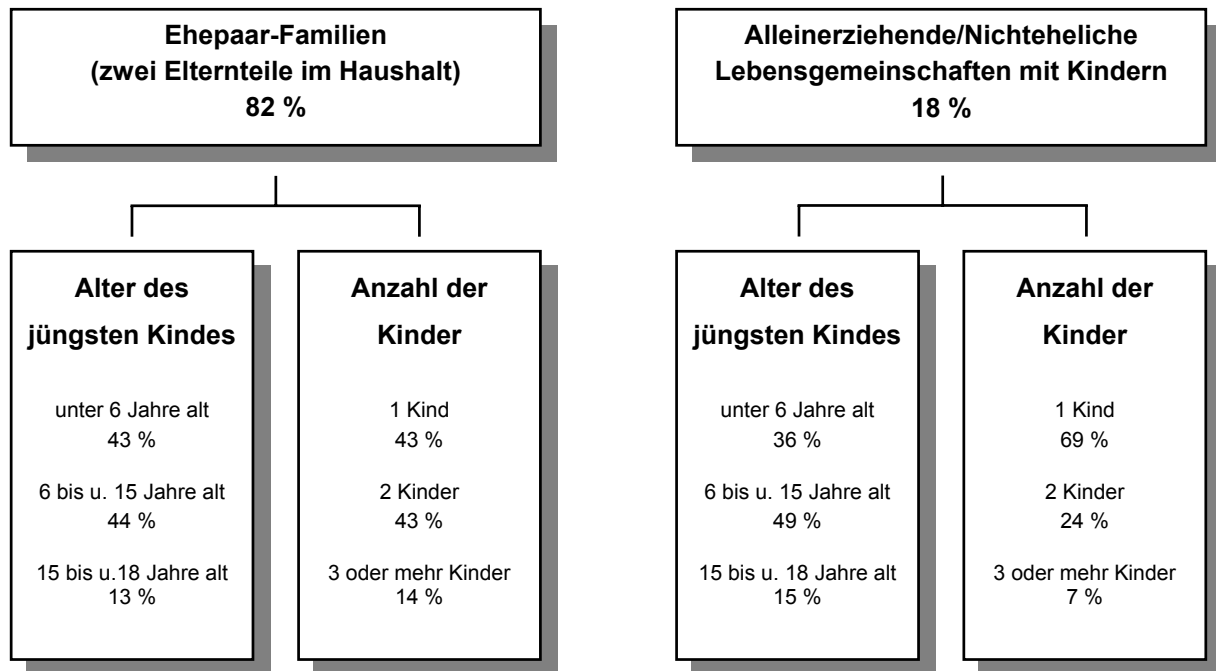 Ehepaar-Familien
(zwei Elternteile im Haushalt)
82 %
Alleinerziehende/Nichteheliche
Lebensgemeinschaften mit Kindern
18 %
Alter des
jüngsten Kindes
unter 6 Jahre alt
43 %
6 bis u. 15 Jahre alt
44 %
15 bis u.18 Jahre alt
13 %
Anzahl der
Kinder
1 Kind
43 %
2 Kinder
43 %
3 oder mehr Kinder
14 %
Alter des
jüngsten Kindes
unter 6 Jahre alt
36 %
6 bis u. 15 Jahre alt
49 %
15 bis u. 18 Jahre alt
15 %
Anzahl der
Kinder
1 Kind
69 %
2 Kinder
24 %
3 oder mehr Kinder
7 %